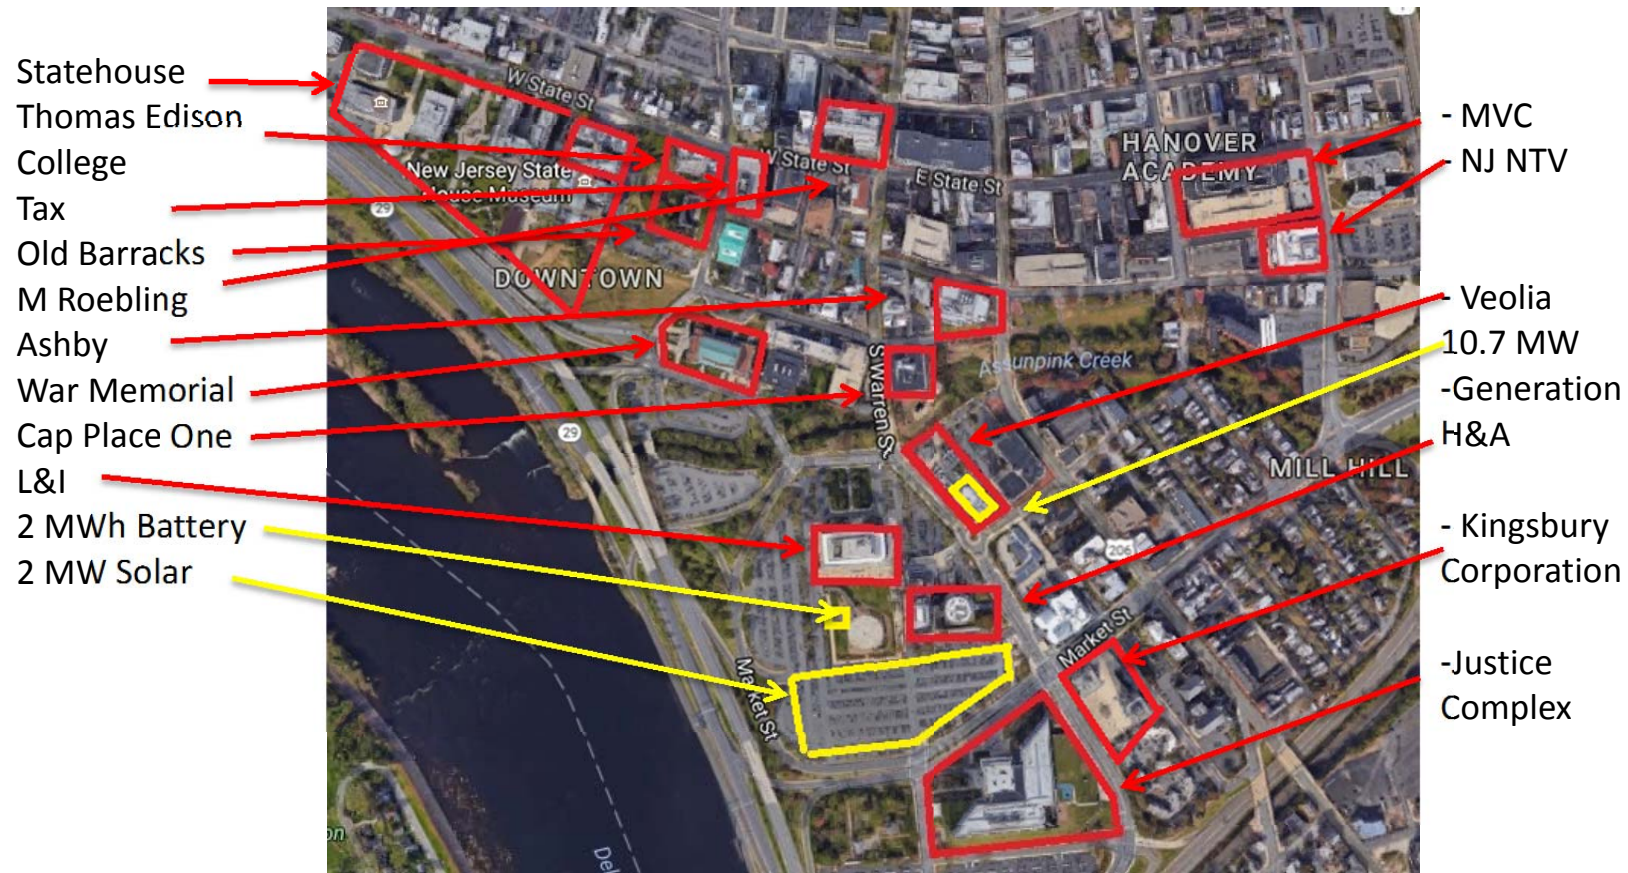 Statehouse
Thomas Edison
College
Tax
Old Barracks
M Roebling
Ashby
War Memorial
Cap Place One
L&I
2 MWh Battery
2 MW Solar
W State St
New Jersey State
House Museum
29
DOWNTOWN
W State St
E State St
HANOVER
ACADEMY
Assunpink Creek
S Warren St
29
MILL HILL
206
Market St
Market St
- MVC
- NJ NTV
- Veolia
10.7 MW
-Generation
H&A
- Kingsbury
Corporation
-Justice
Complex